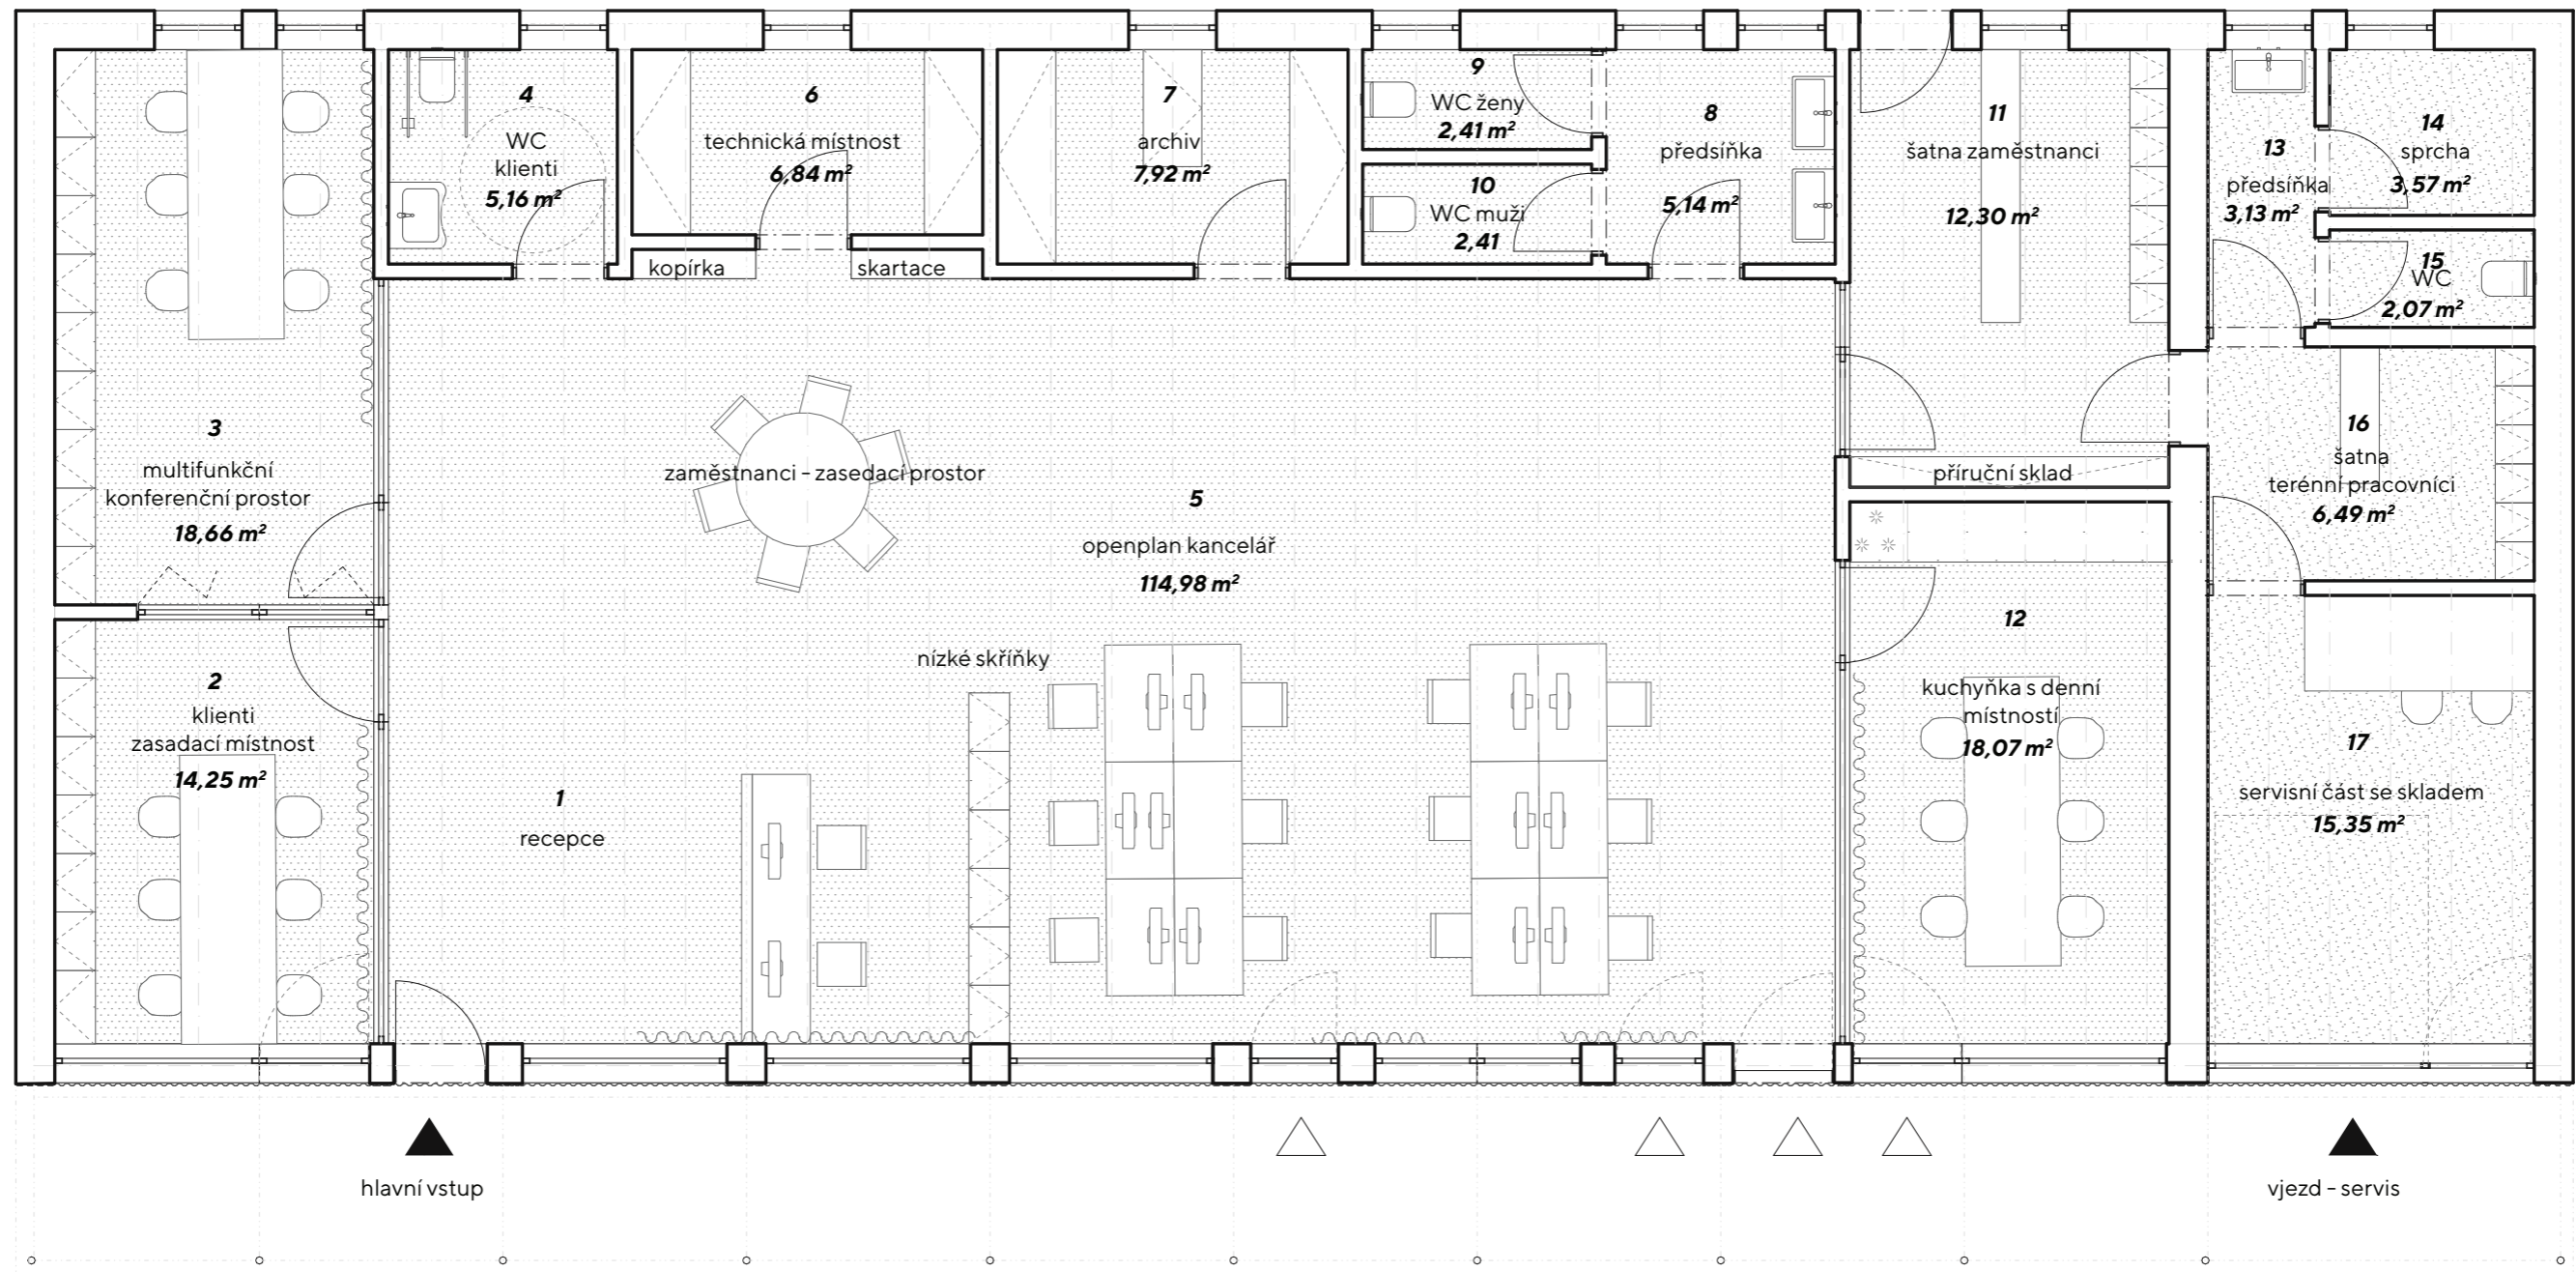 3
multifunkční
konferenční prostor
18,66 m²
2
klienti
zasadací místnost
14,25 m²
4
WC
klienti
5,16 m²
6
technická místnost
6,84 m²
kopírka
skartace
7
archiv
7,92 m²
9
WC ženy
2,41 m²
10
WC muži
2,41
8
předsíňka
5,14 m²
11
šatna zaměstnanci
12,30 m²
13
předsíňka
3,13 m²
14
sprcha
3,57 m²
15
WC
2,07 m²
zaměstnanci - zasedací prostor
5
openplan kancelář
114,98 m²
příruční sklad
16
šatna
terénní pracovníci
6,49 m²
nízké skříňky
12
kuchyňka s denní
místností
18,07 m²
1
recepce
17
servisní část se skladem
15,35 m²
hlavní vstup
vjezd - servis